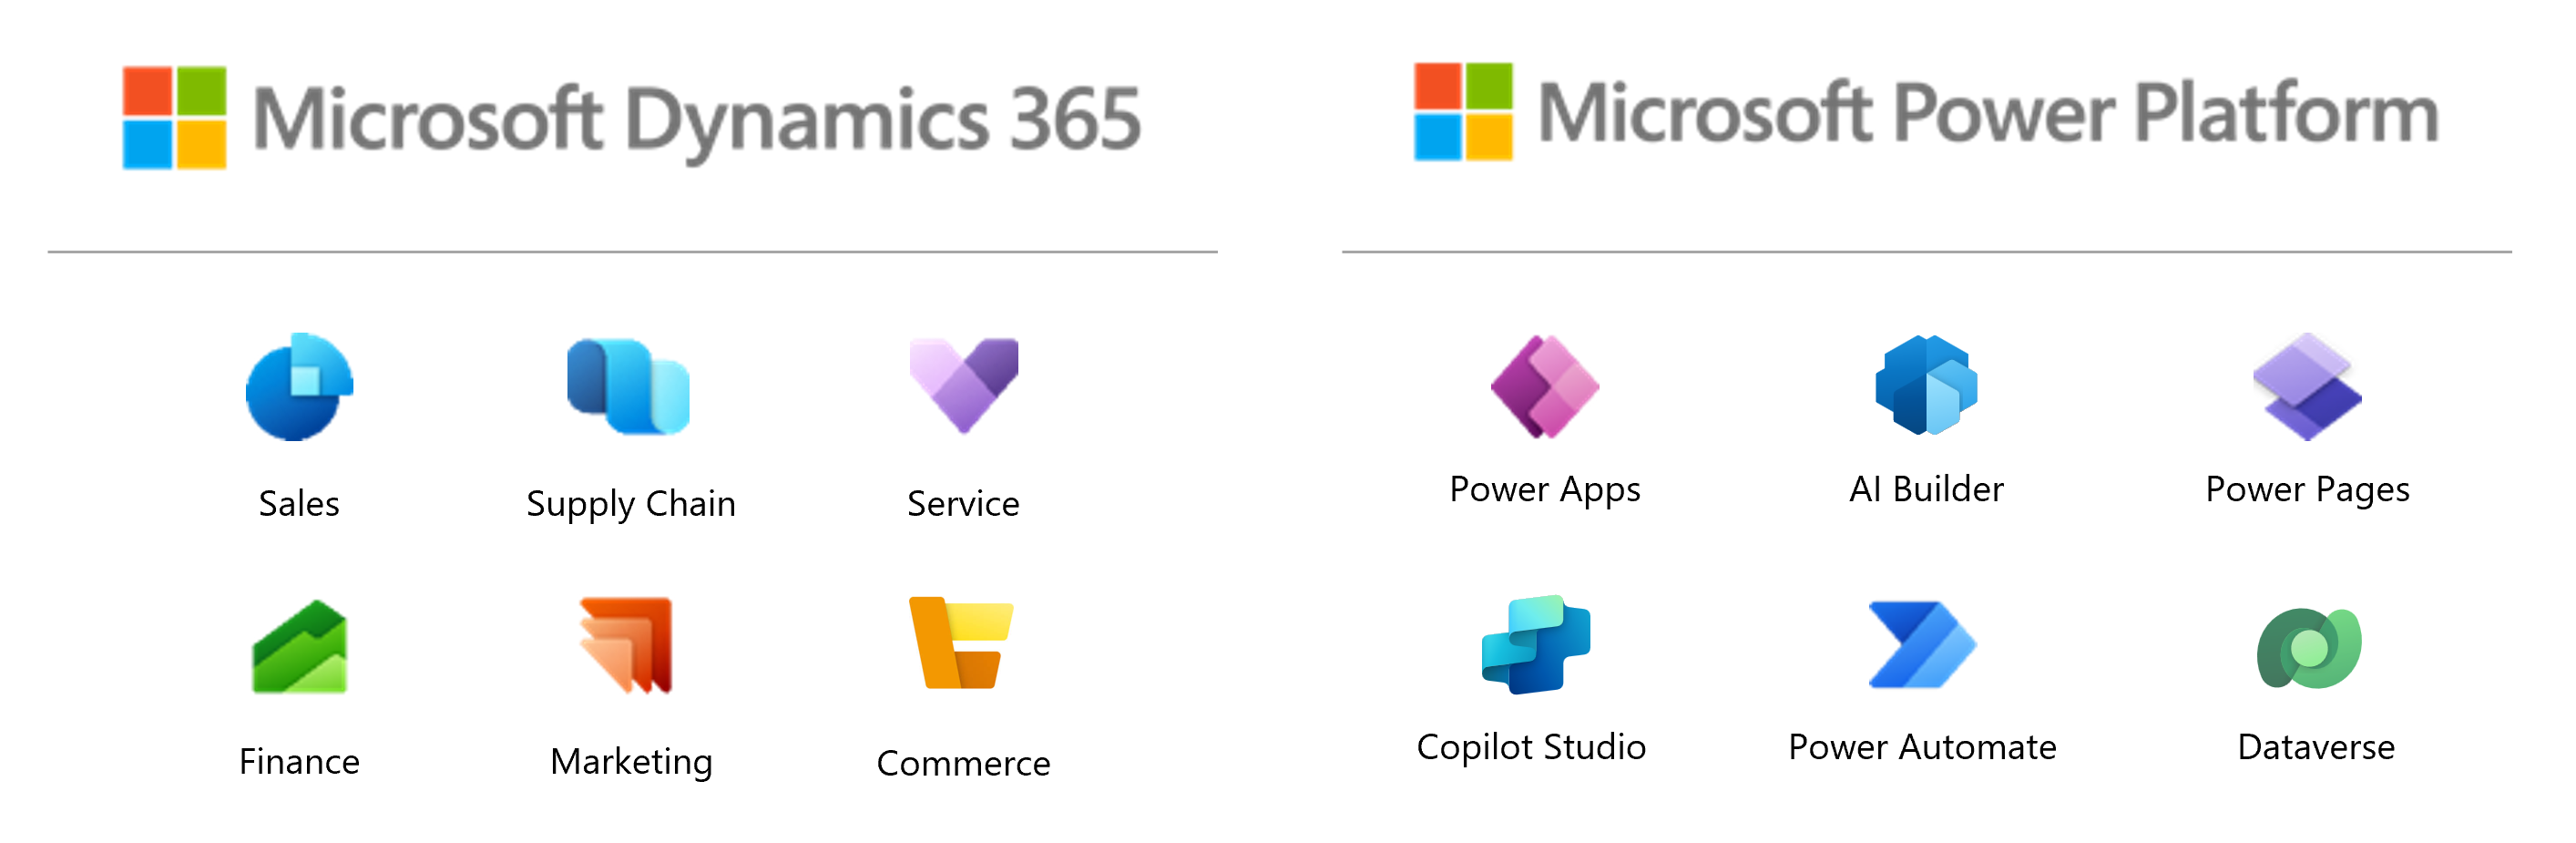 Microsoft Dynamics 365
Sales
Supply Chain
Service
Finance
Marketing
Commerce
Microsoft Power Platform
Power Apps
AI Builder
Power Pages
Copilot Studio
Power Automate
Dataverse